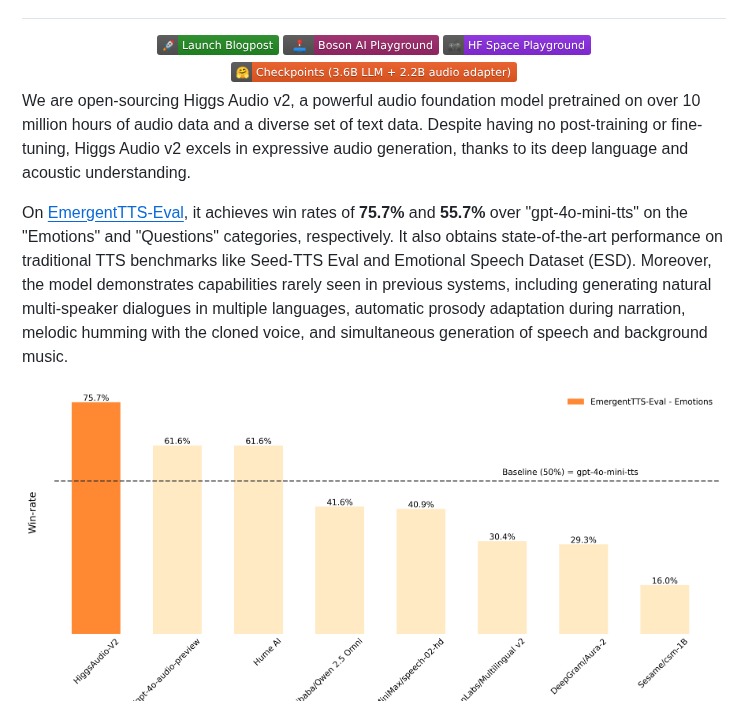 Launch Blogpost Boson AI Playground HF Space Playground
Checkpoints (3.6B LLM + 2.2B audio adapter)
We are open-sourcing Higgs Audio v2, a powerful audio foundation model pretrained on over 10
million hours of audio data and a diverse set of text data. Despite having no post-training or fine-
tuning, Higgs Audio v2 excels in expressive audio generation, thanks to its deep language and
acoustic understanding.
On EmergentTTS-Eval, it achieves win rates of 75.7% and 55.7% over "gpt-4o-mini-tts" on the
"Emotions" and "Questions" categories, respectively. It also obtains state-of-the-art performance on
traditional TTS benchmarks like Seed-TTS Eval and Emotional Speech Dataset (ESD). Moreover,
the model demonstrates capabilities rarely seen in previous systems, including generating natural
multi-speaker dialogues in multiple languages, automatic prosody adaptation during narration,
melodic humming with the cloned voice, and simultaneous generation of speech and background
music.
75.7%
EmergentTTS-Eval - Emotions
61.6%
61.6%
Baseline (50%) = gpt-4o-mini-tts
Win-rate
41.6%
40.9%
30.4%
29.3%
16.0%
HiggsAudio-V2
gpt-4o-audio-preview
Hume AI
baba/Qwen 2.5 Omni
niMax/speech-02-hd
nLabs/Multilingual v2
DeepGram/Aura-2
Sesame/csm-1B